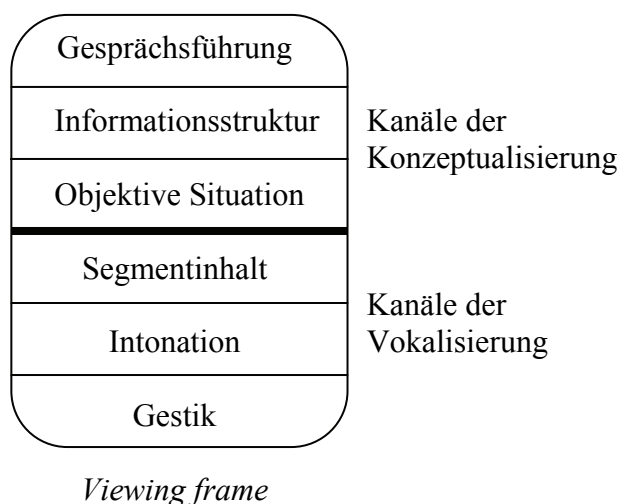 Gesprächsführung
Informationsstruktur
Objektive Situation
Kanäle der
Konzeptualisierung
Segmentinhalt
Intonation
Gestik
Kanäle der
Vokalisierung
Viewing frame